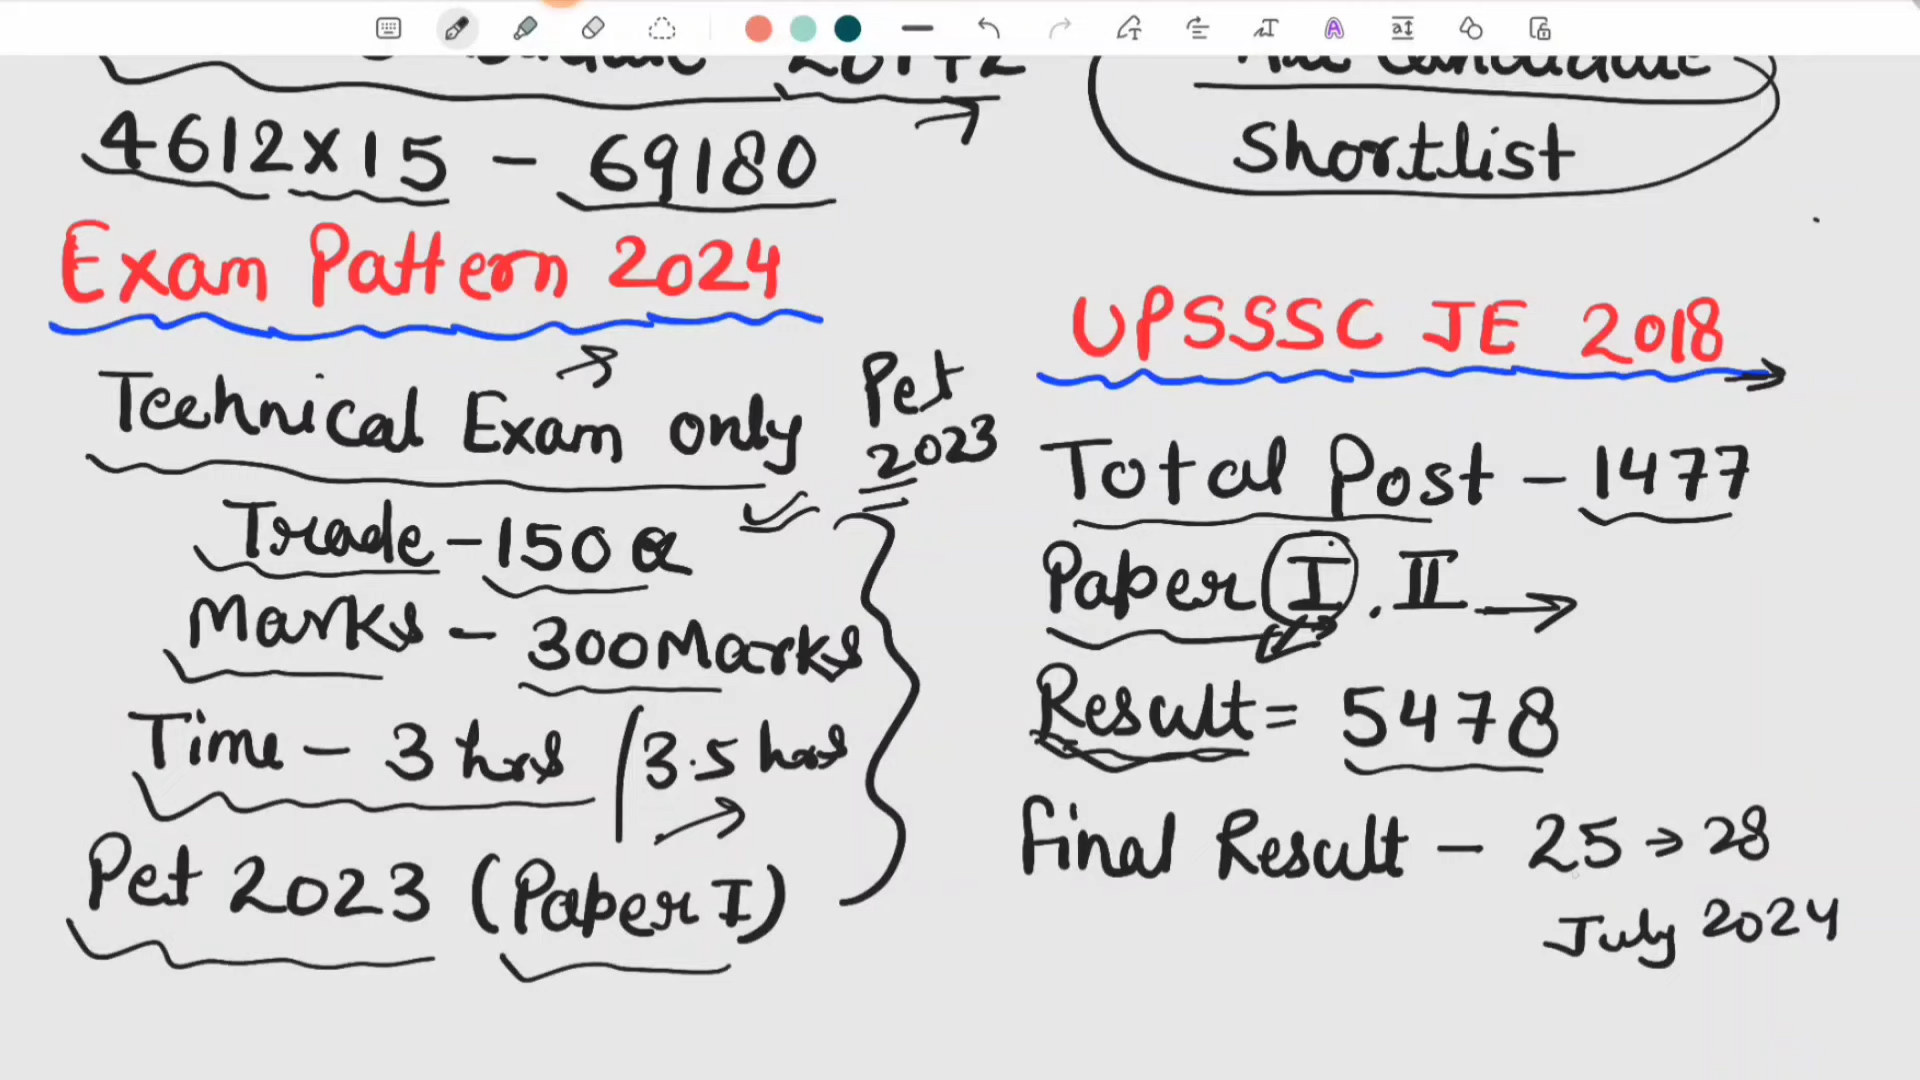 4612x15 - 69180
Shortlist
Exam Pattern 2024
Technical Exam only
Pet
2023
Trade - 150 Q
Marks - 300 Marks
Time - 3 hrs / 3.5 hrs
Pet 2023 (Paper I)
UPSSSC JE 2018
Total Post - 1477
Paper I . II
Result = 5478
Final Result - 25 → 28
July 2024